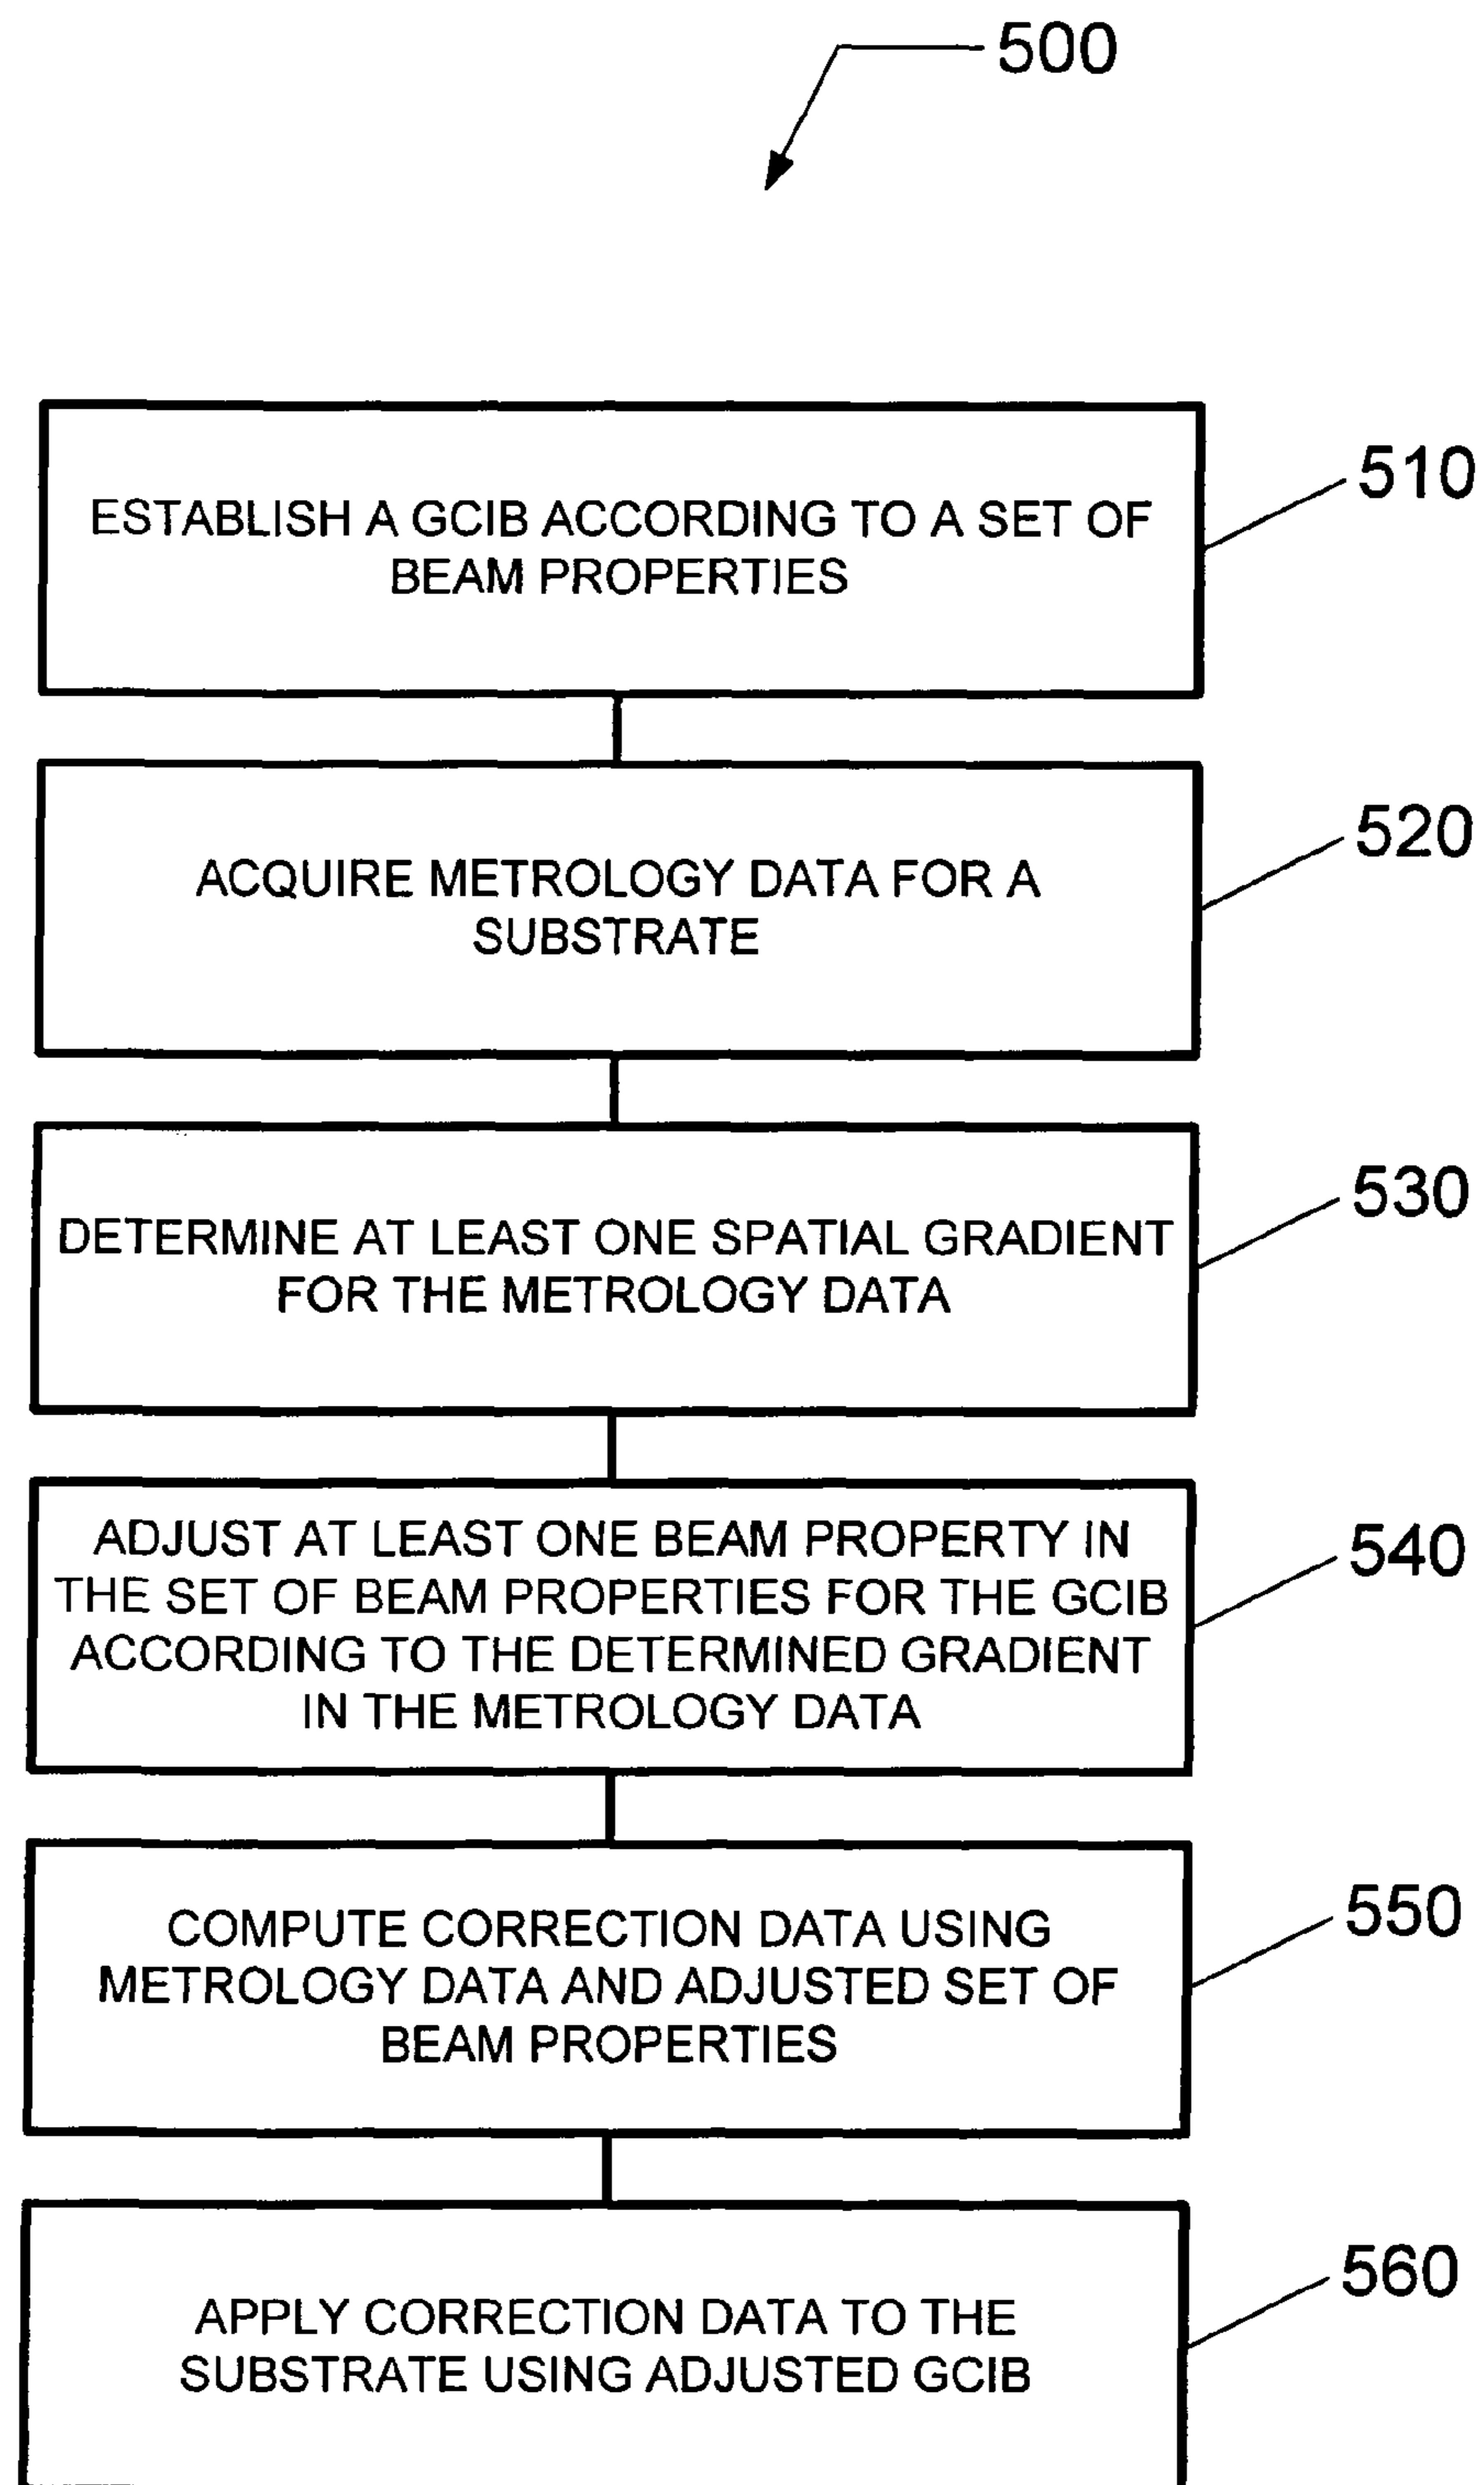 500
ESTABLISH A GCIB ACCORDING TO A SET OF
BEAM PROPERTIES
510
ACQUIRE METROLOGY DATA FOR A
SUBSTRATE
520
DETERMINE AT LEAST ONE SPATIAL GRADIENT
FOR THE METROLOGY DATA
530
ADJUST AT LEAST ONE BEAM PROPERTY IN
THE SET OF BEAM PROPERTIES FOR THE GCIB
ACCORDING TO THE DETERMINED GRADIENT
IN THE METROLOGY DATA
540
COMPUTE CORRECTION DATA USING
METROLOGY DATA AND ADJUSTED SET OF
BEAM PROPERTIES
550
APPLY CORRECTION DATA TO THE
SUBSTRATE USING ADJUSTED GCIB
560